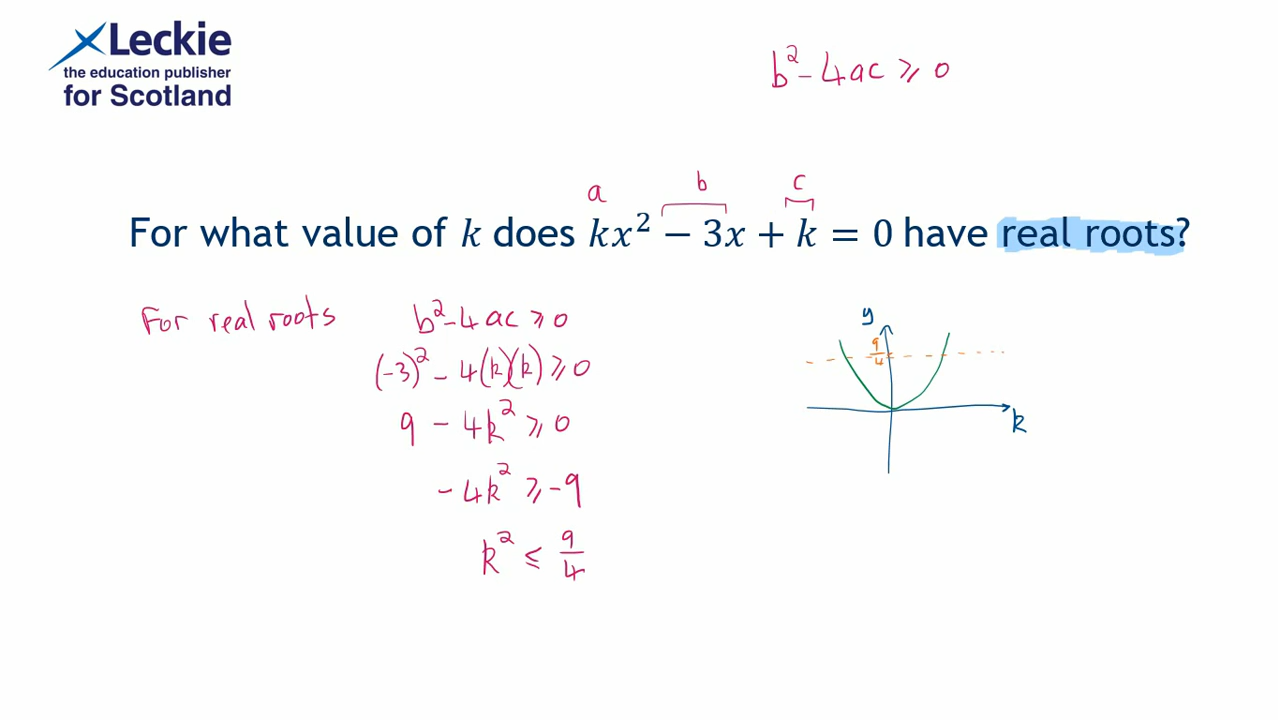 Leckie
the education publisher
for Scotland
b² - 4ac ⩾ 0
a b c
For what value of k does kx² − 3x + k = 0 have real roots?
For real roots b² - 4ac ⩾ 0
(-3)² - 4(k)(k) ⩾ 0
9 - 4k² ⩾ 0
- 4k² ⩾ -9
k² ⩽ 9/4
y
9/4
k